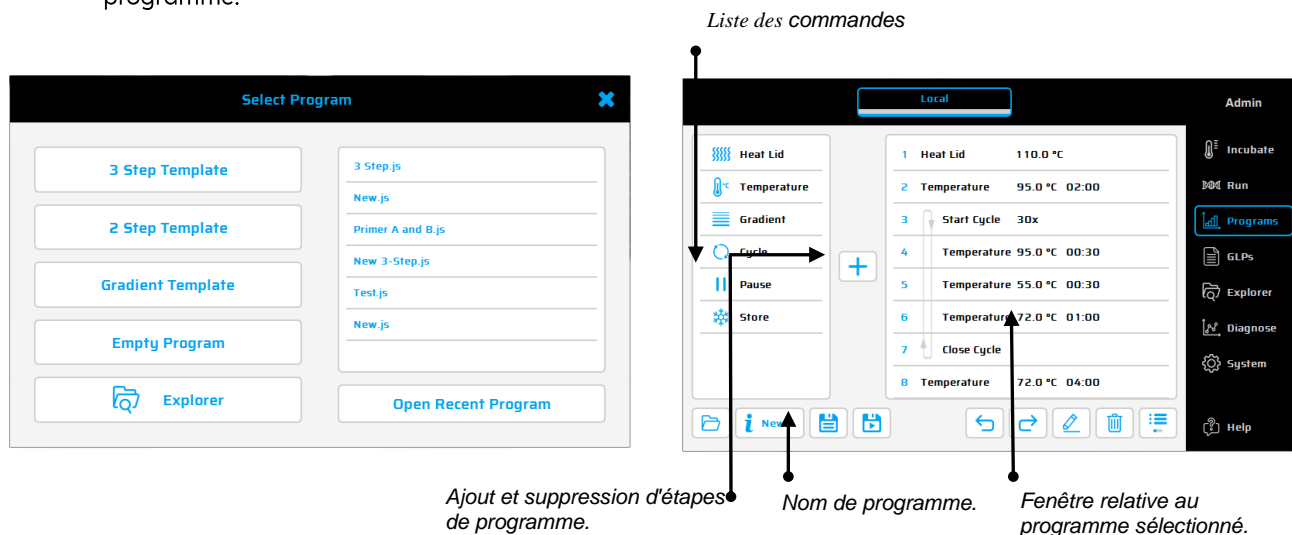 programme.
Liste des commandes
Select Program
3 Step Template
2 Step Template
Gradient Template
Empty Program
Explorer
3 Step.js
New.js
Primer A and B.js
New 3-Step.js
Test.js
New.js
Open Recent Program
Local
Admin
Heat Lid
Temperature
Gradient
Cycle
Pause
Store
1 Heat Lid 110.0 °C
2 Temperature 95.0 °C 02:00
3 Start Cycle 30x
4 Temperature 95.0 °C 00:30
5 Temperature 55.0 °C 00:30
6 Temperature 72.0 °C 01:00
7 Close Cycle
8 Temperature 72.0 °C 04:00
New
Incubate
Run
Programs
GLPs
Explorer
Diagnose
System
Help
Ajout et suppression d'étapes
de programme.
Nom de programme.
Fenêtre relative au
programme sélectionné.